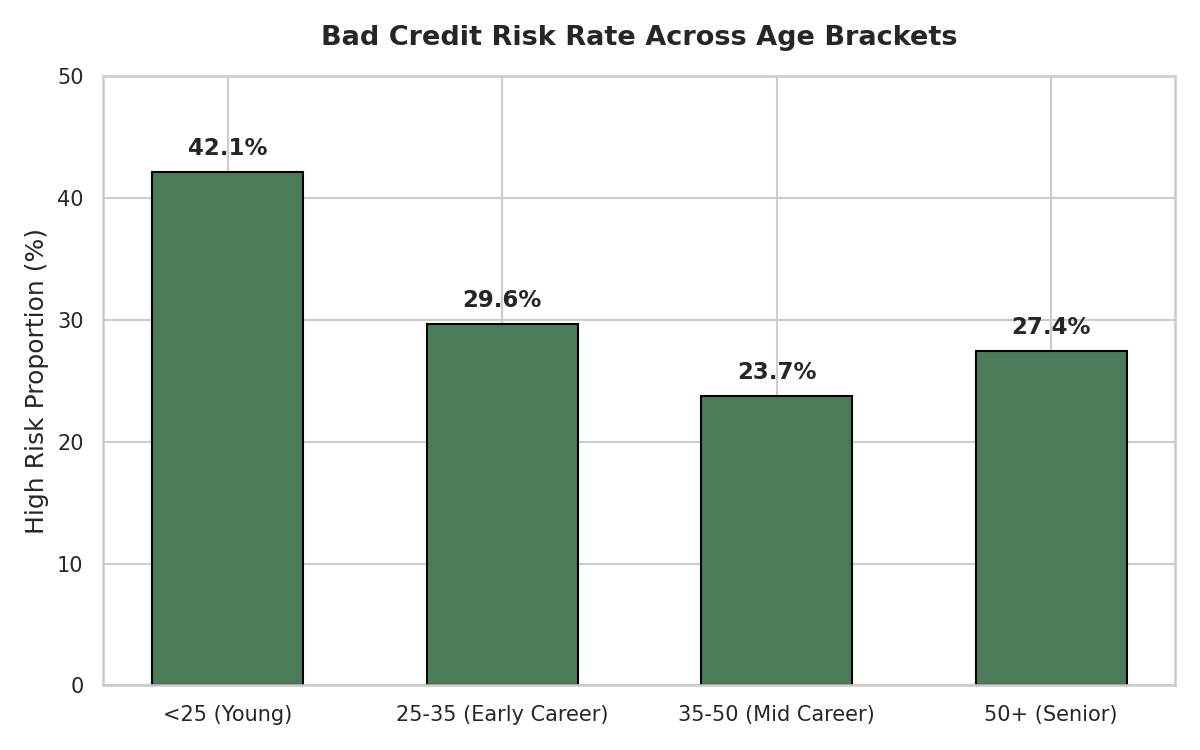 Bad Credit Risk Rate Across Age Brackets
High Risk Proportion (%)
50
40
30
20
10
0
42.1%
29.6%
23.7%
27.4%
<25 (Young)
25-35 (Early Career)
35-50 (Mid Career)
50+ (Senior)